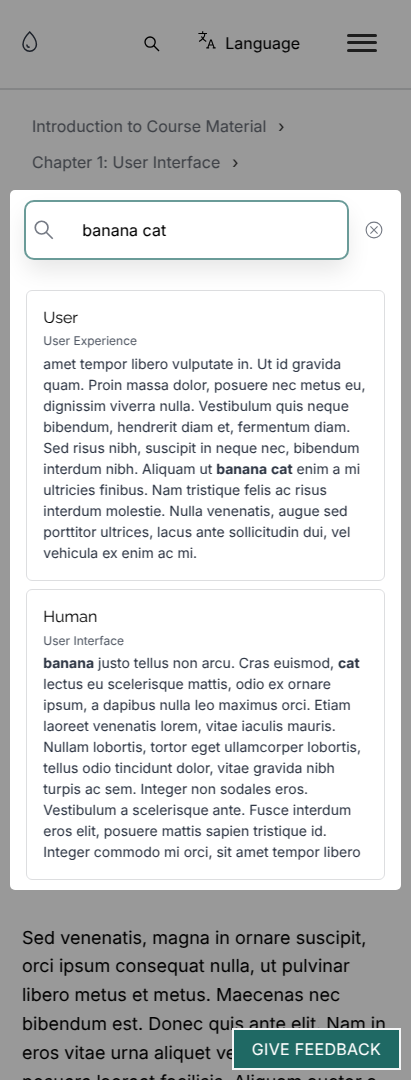 Language
Introduction to Course Material
Chapter 1: User Interface
banana cat
User
User Experience
amet tempor libero vulputate in. Ut id gravida
quam. Proin massa dolor, posuere nec metus eu,
dignissim viverra nulla. Vestibulum quis neque
bibendum, hendrerit diam et, fermentum diam.
Sed risus nibh, suscipit in neque nec, bibendum
interdum nibh. Aliquam ut banana cat enim a mi
ultricies finibus. Nam tristique felis ac risus
interdum molestie. Nulla venenatis, augue sed
porttitor ultrices, lacus ante sollicitudin dui, vel
vehicula ex enim ac mi.
Human
User Interface
banana justo tellus non arcu. Cras euismod, cat
lectus eu scelerisque mattis, odio ex ornare
ipsum, a dapibus nulla leo maximus orci. Etiam
laoreet venenatis lorem, vitae iaculis mauris.
Nullam lobortis, tortor eget ullamcorper lobortis,
tellus odio tincidunt dolor, vitae gravida nibh
turpis ac sem. Integer non sodales eros.
Vestibulum a scelerisque ante. Fusce interdum
eros elit, posuere mattis sapien tristique id.
Integer commodo mi orci, sit amet tempor libero
Sed venenatis, magna in ornare suscipit,
orci ipsum consequat nulla, ut pulvinar
libero metus et metus. Maecenas nec
bibendum est. Donec quis ante elit. Nam in
eros vitae urna aliquet
GIVE FEEDBACK